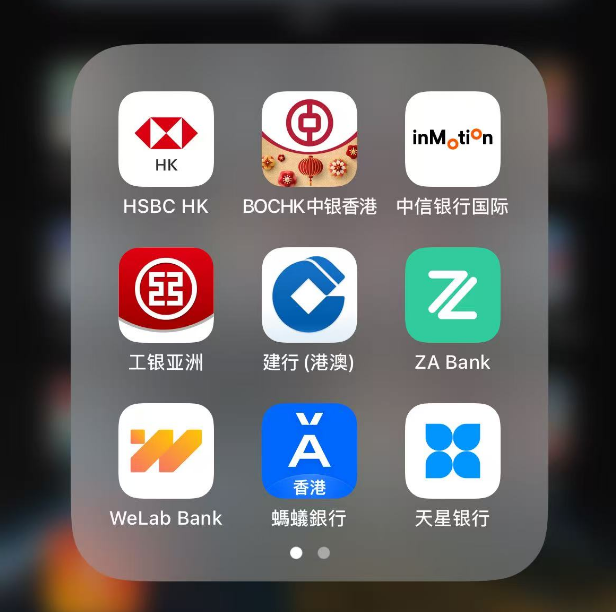 HK
HSBC HK
BOCHK中银香港
inMotion
中信银行国际
工银亚洲
建行 (港澳)
ZA Bank
WeLab Bank
香港
螞蟻銀行
天星银行